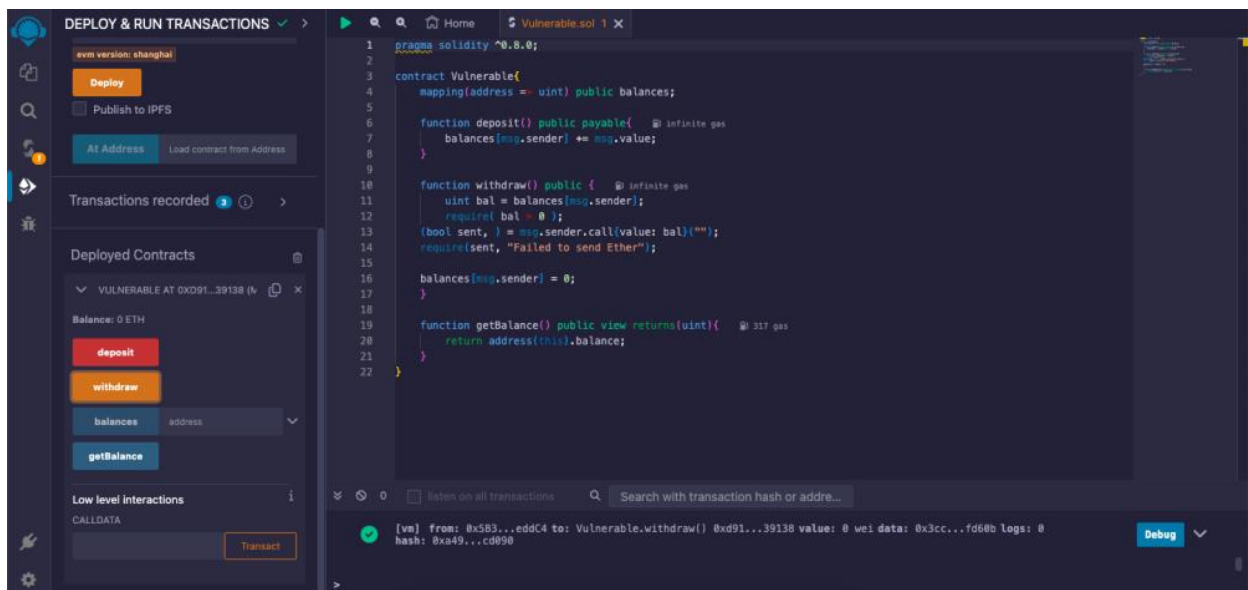 DEPLOY & RUN TRANSACTIONS
evm version: shanghai
Deploy
Publish to IPFS
At Address Load contract from Address
Transactions recorded 3 i
Deployed Contracts
VULNERABLE AT 0XD91...39138 (M
Balance: 0 ETH
deposit
withdraw
balances address
getBalance
Low level interactions i
CALLDATA
Transact
Home Vulnerable.sol 1
1 pragma solidity ^0.8.0;
2
3 contract Vulnerable{
4 mapping(address => uint) public balances;
5
6 function deposit() public payable{ infinite gas
7 balances[msg.sender] += msg.value;
8 }
9
10 function withdraw() public { infinite gas
11 uint bal = balances[msg.sender];
12 require( bal > 0 );
13 (bool sent, ) = msg.sender.call{value: bal}("");
14 require(sent, "Failed to send Ether");
15
16 balances[msg.sender] = 0;
17 }
18
19 function getBalance() public view returns(uint){ 317 gas
20 return address(this).balance;
21 }
22 }
0 listen on all transactions Search with transaction hash or addre...
[vm] from: 0x5B3...eddC4 to: Vulnerable.withdraw() 0xd91...39138 value: 0 wei data: 0x3cc...fd60b logs: 0
hash: 0xa49...cd090
Debug
>